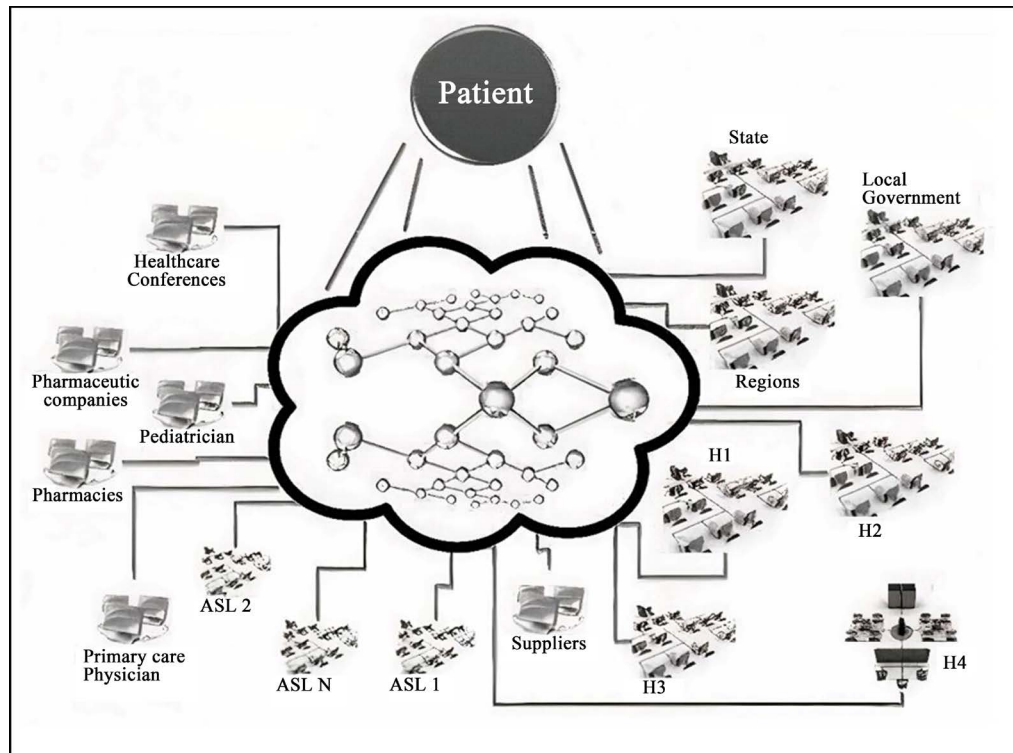 Patient
State
Local
Government
Healthcare
Conferences
Regions
Pharmaceutic
companies
Pediatrician
Pharmacies
H1
H2
ASL 2
Primary care
Physician
ASL N
ASL 1
Suppliers
H3
H4